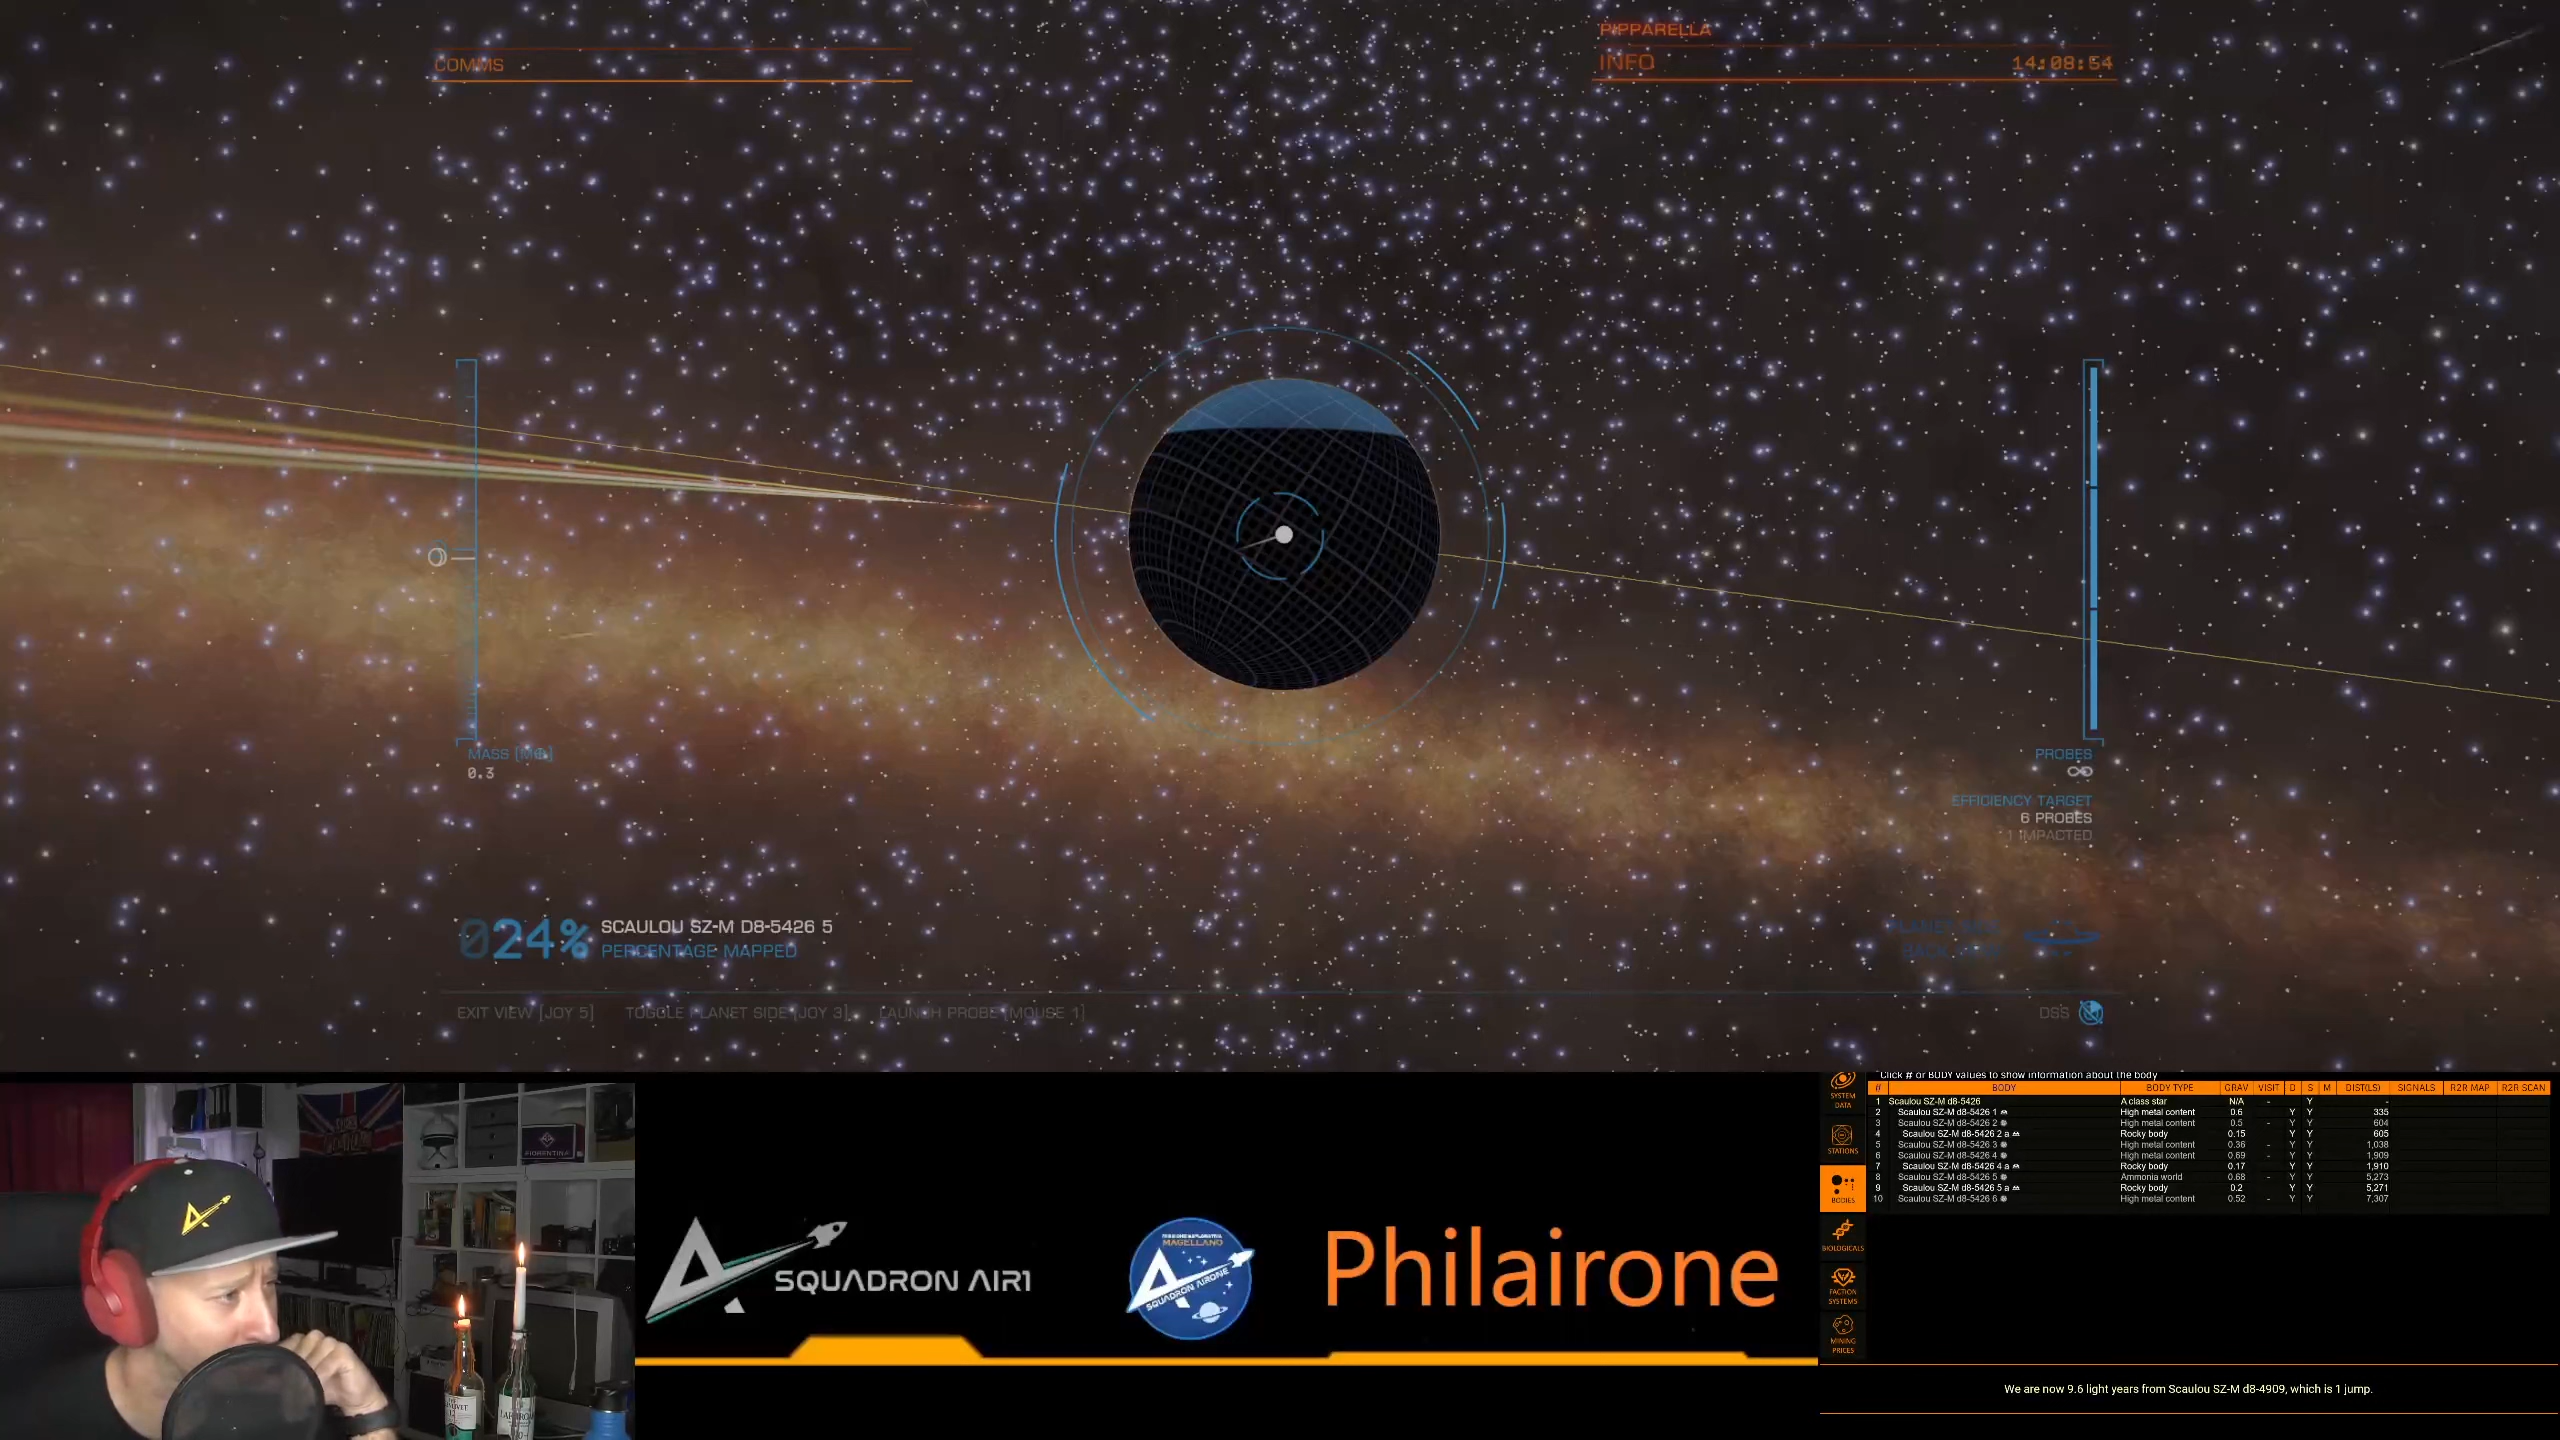 COMMS
PIPPARELLA
INFO 14:08:54
MASS [M⊕]
0.3
PROBES
∞
EFFICIENCY TARGET
6 PROBES
1 IMPACTED
024% SCAULOU SZ-M D8-5426 5
PERCENTAGE MAPPED
EXIT VIEW [JOY 5] TOGGLE PLANET SIDE [JOY 3] LAUNCH PROBE [MOUSE 1]
DSS
FIORENTINA
SQUADRON AIR1
MAGELLANO
SQUADRON AIRONE
Philairone
SYSTEM DATA
STATIONS
BODIES
BIOLOGICALS
FACTION SYSTEMS
MINING PRICES
Click # or BODY values to show information about the body
# BODY BODY TYPE GRAV VISIT D S M DIST(LS) SIGNALS R2R MAP R2R SCAN
1 Scaulou SZ-M d8-5426 A class star N/A - Y -
2 Scaulou SZ-M d8-5426 1 High metal content 0.6 Y Y 335
3 Scaulou SZ-M d8-5426 2 High metal content 0.5 - Y Y 604
4 Scaulou SZ-M d8-5426 2 a Rocky body 0.15 Y Y 605
5 Scaulou SZ-M d8-5426 3 High metal content 0.36 - Y Y 1,038
6 Scaulou SZ-M d8-5426 4 High metal content 0.69 - Y Y 1,909
7 Scaulou SZ-M d8-5426 4 a Rocky body 0.17 Y Y 1,910
8 Scaulou SZ-M d8-5426 5 Ammonia world 0.68 - Y Y 5,273
9 Scaulou SZ-M d8-5426 5 a Rocky body 0.2 Y Y 5,271
10 Scaulou SZ-M d8-5426 6 High metal content 0.52 - Y Y 7,307
We are now 9.6 light years from Scaulou SZ-M d8-4909, which is 1 jump.